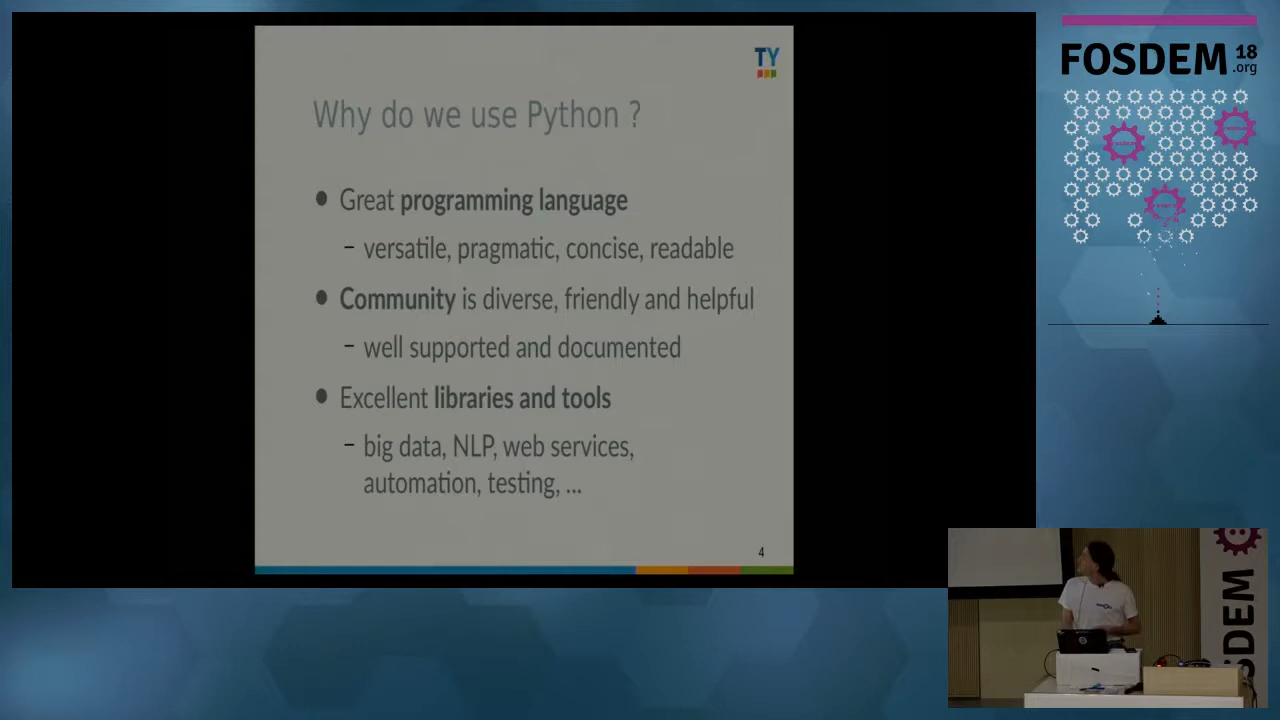 TY
Why do we use Python ?
● Great programming language
– versatile, pragmatic, concise, readable
● Community is diverse, friendly and helpful
– well supported and documented
● Excellent libraries and tools
– big data, NLP, web services,
automation, testing, ...
4
FOSDEM 18
.org
SDEM